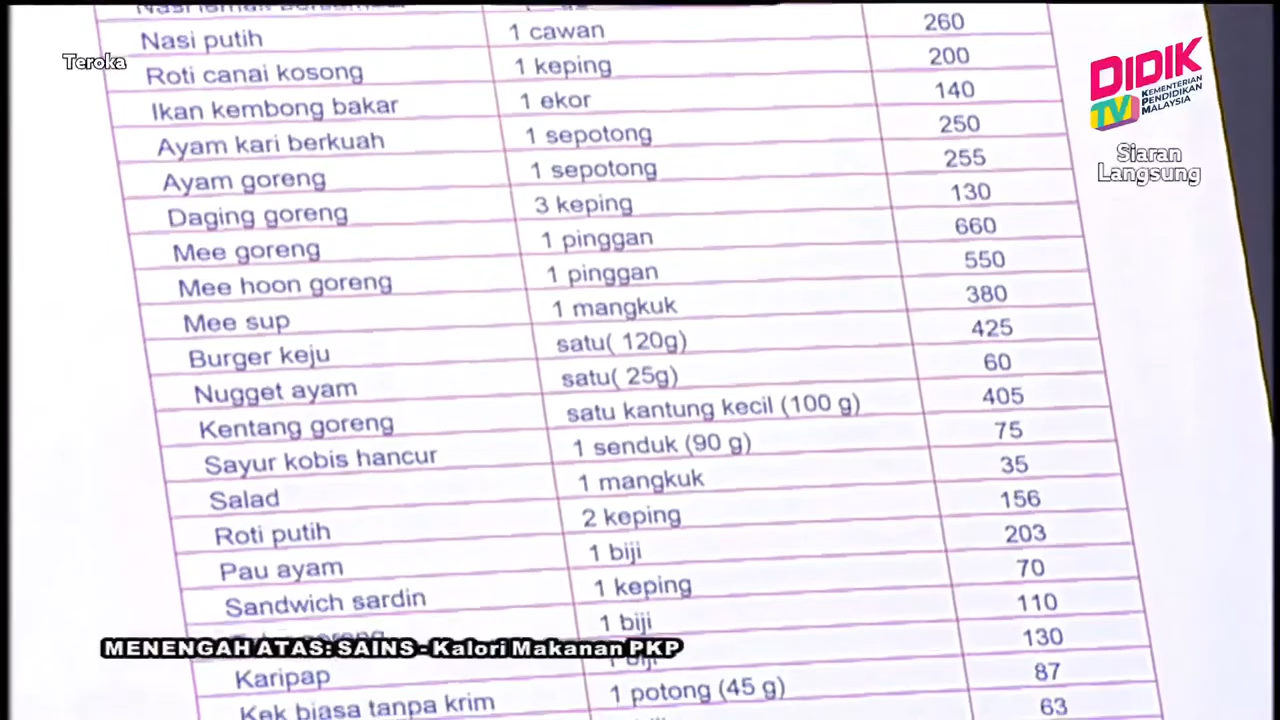 Nasi lemak
Nasi putih 1 cawan 260
Roti canai kosong 1 keping 200
Ikan kembong bakar 1 ekor 140
Ayam kari berkuah 1 sepotong 250
Ayam goreng 1 sepotong 255
Daging goreng 3 keping 130
Mee goreng 1 pinggan 660
Mee hoon goreng 1 pinggan 550
Mee sup 1 mangkuk 380
Burger keju satu( 120g) 425
Nugget ayam satu( 25g) 60
Kentang goreng satu kantung kecil (100 g) 405
Sayur kobis hancur 1 senduk (90 g) 75
Salad 1 mangkuk 35
Roti putih 2 keping 156
Pau ayam 1 biji 203
Sandwich sardin 1 keping 70
goreng 1 biji 110
Karipap 1 biji 130
Kek biasa tanpa krim 1 potong (45 g) 87
63
Teroka
DIDIK
TV
KEMENTERIAN
PENDIDIKAN
MALAYSIA
Siaran
Langsung
MENENGAH ATAS: SAINS - Kalori Makanan PKP